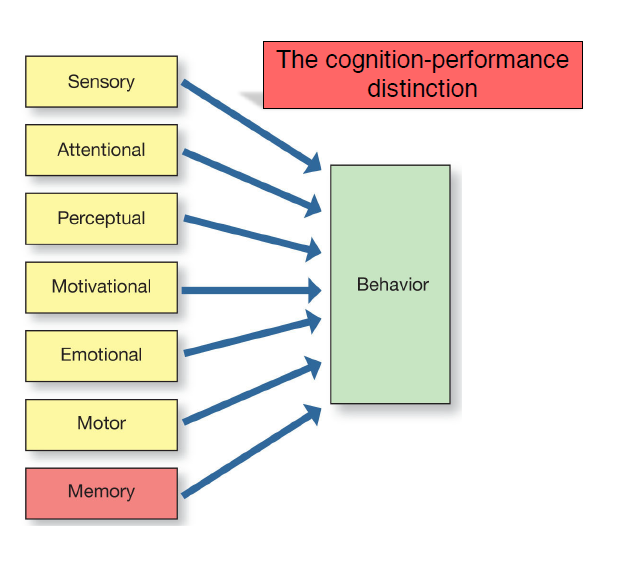 The cognition-performance
distinction
Sensory
Attentional
Perceptual
Motivational
Emotional
Motor
Memory
Behavior